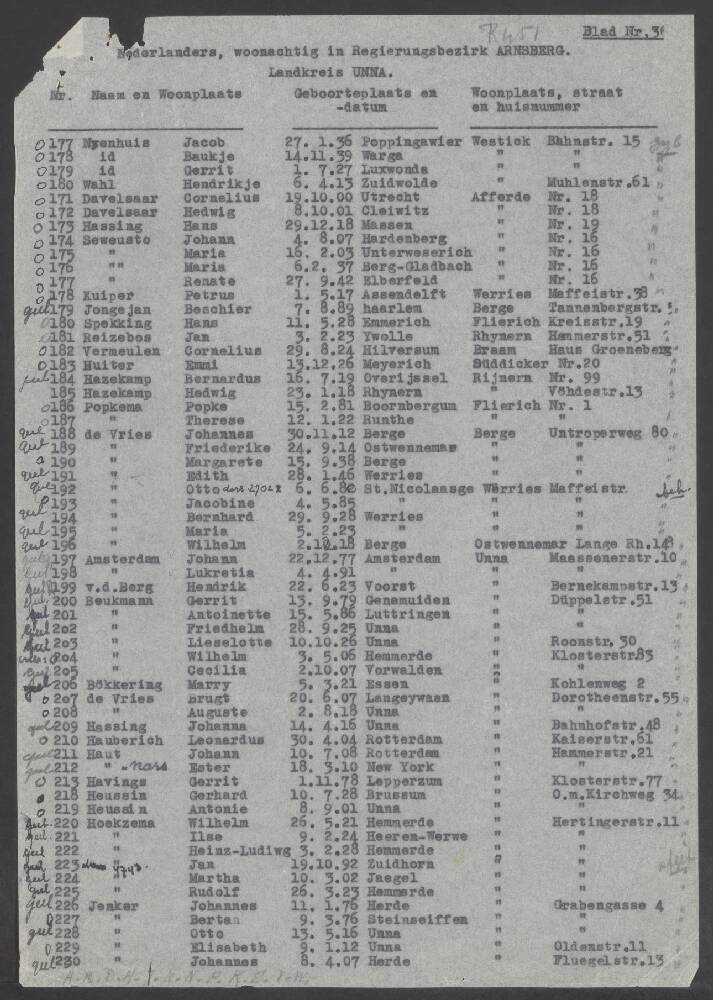 Blad Nr.3
Nederlanders, woonachtig in Regierungsbezirk ARNSBERG.
Landkreis UNNA.
Nr. Naam en Woonplaats Geboorteplaats en Woonplaats, straat
-datum en huisnummer
177 Nyenhuis Jacob 27. 1.36 Poppingawier Westick Bahnstr. 15
178 id Baukje 14.11.39 Warga " "
179 id Gerrit 1. 7.27 Luxwonda " "
180 Wahl Hendrikje 6. 4.13 Zuidwolde " Muhlenstr.61
171 Davelsaar Cornelius 19.10.00 Utrecht Afferde Nr. 18
172 Davelsaar Hedwig 8.10.01 Cleiwitz " Nr. 18
173 Hassing Hans 29.12.18 Massen " Nr. 19
174 Seweusto Johann 4. 8.07 Hardenberg " Nr. 16
175 " Maria 16. 2.03 Unterweserich " Nr. 16
176 "" Maria 6.2. 37 Berg-Gladbach " Nr. 16
177 " Renate 27. 9.42 Elberfeld " Nr. 16
178 Kuiper Petrus 1. 5.17 Assendelft Werries Maffeistr.38
179 Jongejan Beschier 7. 8.89 haarlem Berge Tannenbergstr.
180 Spekking Hans 11. 5.28 Emmerich Flierich Kreisstr.19
181 Reizebos Jan 3. 2.23 Ywolle Rhynern Hammerstr.51
182 Vermeulen Cornelius 29. 8.24 Hilversum Braam Haus Groeneberg
183 Huiter Emmi 13.12.26 Meyerich Süddicker Nr.20
184 Hazekamp Bernardus 16. 7.19 Overijssel Rijnern Nr. 99
185 Hazekamp Hedwig 23. 1.18 Rhynern " Vöhdestr.13
186 Popkema Popke 15. 2.81 Boornbergum Flierich Nr. 1
187 " Therese 12. 1.22 Runthe " "
188 de Vries Johannes 30.11.12 Berge Berge Untroperweg 80
189 " Friederike 24. 9.14 Ostwennemar " "
190 " Margarete 15. 9.38 Berge " "
191 " Edith 28. 1.46 Werries " "
192 " Otto 6. 6.80 St.Nicolaasge Werries Maffeistr.
193 " Jacobine 4. 5.85 " " "
194 " Bernhard 29. 9.28 Werries " "
195 " Maria 5. 2.23 " " "
196 " Wilhelm 2.12.18 Berge Ostwennemar Lange Rh.148
197 Amsterdam Johann 22.12.77 Amsterdam Unna Maassenerstr.10
198 " Lukretia 4. 4.91 " " "
199 v.d.Berg Hendrik 22. 6.23 Voorst " Bernekampstr.13
200 Beukmann Gerrit 13. 9.79 Genemuiden " Düppelstr.51
201 " Antoinette 15. 5.86 Luttringen " "
202 " Friedhelm 28. 9.25 Unna " "
203 " Lieselotte 10.10.26 Unna " Roonstr. 30
204 " Wilhelm 3. 5.06 Hemmerde " Klosterstr83
205 " Cecilia 2.10.07 Vorwalden " "
206 Bökkering Marry 5. 3.21 Essen " Kohlenweg 2
207 de Vries Brugt 20. 6.07 Langeywaan " Dorotheenstr.55
208 " Auguste 2. 8.18 Unna " "
209 Hassing Johanna 14. 4.16 Unna " Bahnhofstr.48
210 Hauberich Leonardus 30. 4.04 Rotterdam " Kaiserstr.61
211 Haut Johann 10. 7.08 Rotterdam " Hammerstr.21
212 " Nass Ester 18. 3.10 New York " "
213 Havings Gerrit 1.11.78 Lepperzum " Klosterstr.77
218 Heussin Gerhard 10. 7.28 Brussum " O.m.Kirchweg 34
219 Heussin Antonie 8. 9.01 Unna " "
220 Hoekzema Wilhelm 26. 5.21 Hemmerde " Hertingerstr.11
221 " Ilse 9. 2.24 Heeren-Werwe " "
222 " Heinz-Ludiwg 3. 2.28 Hemmerde " "
223 " Jan 19.10.92 Zuidhorn " "
224 " Martha 10. 3.02 Jaegel " "
225 " Rudolf 26. 3.23 Hemmerde " "
226 Jenker Johannes 11. 1.76 Herde " Grabengasse 4
227 " Bertan 9. 3.76 Steinseiffen " "
228 " Otto 13. 5.16 Unna " "
229 " Elisabeth 9. 1.12 Unna " Oldenstr.11
230 " Johannes 8. 4.07 Herde " Fluegelstr.13